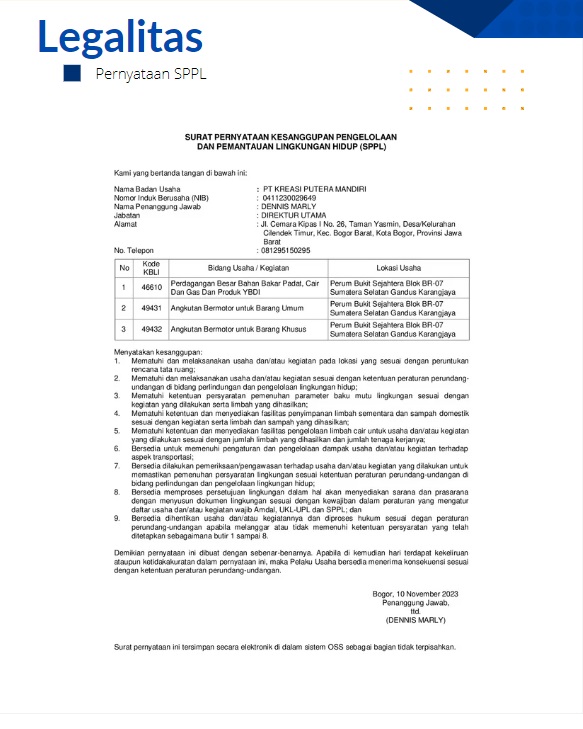 Legalitas
Pernyataan SPPL
SURAT PERNYATAAN KESANGGUPAN PENGELOLAAN
DAN PEMANTAUAN LINGKUNGAN HIDUP (SPPL)
Kami yang bertanda tangan di bawah ini:
Nama Badan Usaha : PT KREASI PUTERA MANDIRI
Nomor Induk Berusaha (NIB) : 0411230029649
Nama Penanggung Jawab : DENNIS MARLY
Jabatan : DIREKTUR UTAMA
Alamat : Jl. Cemara Kipas I No. 26, Taman Yasmin, Desa/Kelurahan
Cilendek Timur, Kec. Bogor Barat, Kota Bogor, Provinsi Jawa
Barat
No. Telepon : 081295150295
No Kode KBLI Bidang Usaha / Kegiatan Lokasi Usaha
1 46610 Perdagangan Besar Bahan Bakar Padat, Cair Perum Bukit Sejahtera Blok BR-07
Dan Gas Dan Produk YBDI Sumatera Selatan Gandus Karangjaya
2 49431 Angkutan Bermotor untuk Barang Umum Perum Bukit Sejahtera Blok BR-07
Sumatera Selatan Gandus Karangjaya
3 49432 Angkutan Bermotor untuk Barang Khusus Perum Bukit Sejahtera Blok BR-07
Sumatera Selatan Gandus Karangjaya
Menyatakan kesanggupan:
1. Mematuhi dan melaksanakan usaha dan/atau kegiatan pada lokasi yang sesuai dengan peruntukan
rencana tata ruang;
2. Mematuhi dan melaksanakan usaha dan/atau kegiatan sesuai dengan ketentuan peraturan perundang-
undangan di bidang perlindungan dan pengelolaan lingkungan hidup;
3. Mematuhi ketentuan persyaratan pemenuhan parameter baku mutu lingkungan sesuai dengan
kegiatan yang dilakukan serta limbah yang dihasilkan;
4. Mematuhi ketentuan dan menyediakan fasilitas penyimpanan limbah sementara dan sampah domestik
sesuai dengan kegiatan serta limbah dan sampah yang dihasilkan;
5. Mematuhi ketentuan dan menyediakan fasilitas pengelolaan limbah cair untuk usaha dan/atau kegiatan
yang dilakukan sesuai dengan jumlah limbah yang dihasilkan dan jumlah tenaga kerjanya;
6. Bersedia untuk memenuhi pengaturan dan pengelolaan dampak usaha dan/atau kegiatan terhadap
aspek transportasi;
7. Bersedia dilakukan pemeriksaan/pengawasan terhadap usaha dan/atau kegiatan yang dilakukan untuk
memastikan pemenuhan persyaratan lingkungan sesuai ketentuan peraturan perundang-undangan di
bidang perlindungan dan pengelolaan lingkungan hidup;
8. Bersedia memproses persetujuan lingkungan dalam hal akan menyediakan sarana dan prasarana
dengan menyusun dokumen lingkungan sesuai dengan kewajiban dalam peraturan yang mengatur
daftar usaha dan/atau kegiatan wajib Amdal, UKL-UPL dan SPPL; dan
9. Bersedia dihentikan usaha dan/atau kegiatannya dan diproses hukum sesuai degan peraturan
perundang-undangan apabila melanggar atau tidak memenuhi ketentuan persyaratan yang telah
ditetapkan sebagaimana butir 1 sampai 8.
Demikian pernyataan ini dibuat dengan sebenar-benarnya. Apabila di kemudian hari terdapat kekeliruan
ataupun ketidakakuratan dalam pernyataan ini, maka Pelaku Usaha bersedia menerima konsekuensi sesuai
dengan ketentuan peraturan perundang-undangan.
Bogor, 10 November 2023
Penanggung Jawab,
ttd.
(DENNIS MARLY)
Surat pernyataan ini tersimpan secara elektronik di dalam sistem OSS sebagai bagian tidak terpisahkan.